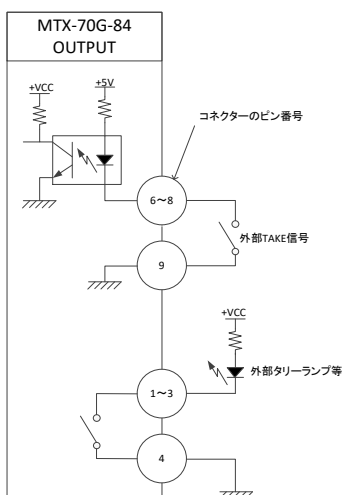 MTX-70G-84
OUTPUT
+VCC
+5V
コネクターのピン番号
6～8
外部TAKE信号
9
+VCC
外部タリーランプ等
1～3
4